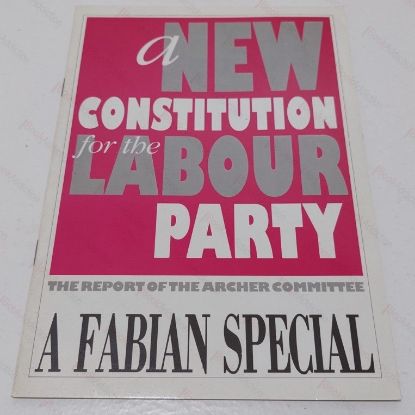 a
NEW
CONSTITUTION
for the
LABOUR
PARTY
THE REPORT OF THE ARCHER COMMITTEE
A FABIAN SPECIAL